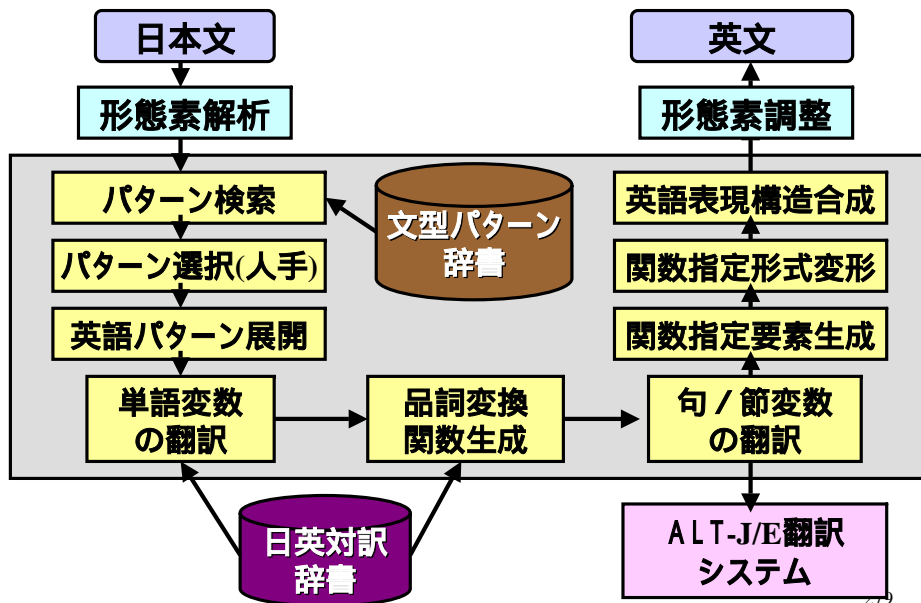 日本文
英文
形態素解析
形態素調整
パターン検索
文型パターン
辞書
英語表現構造合成
パターン選択(人手)
関数指定形式変形
英語パターン展開
関数指定要素生成
単語変数
の翻訳
品詞変換
関数生成
句／節変数
の翻訳
日英対訳
辞書
ALT-J/E翻訳
システム